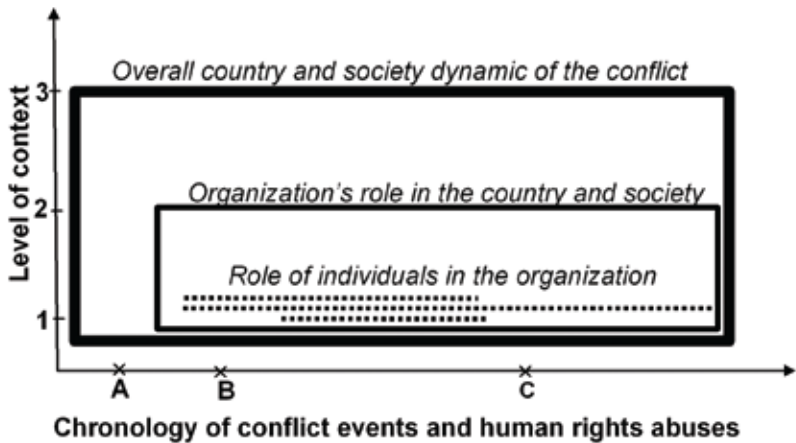 Overall country and society dynamic of the conflict
3
Organization's role in the country and society
2
Role of individuals in the organization
1
Level of context
A B C
Chronology of conflict events and human rights abuses